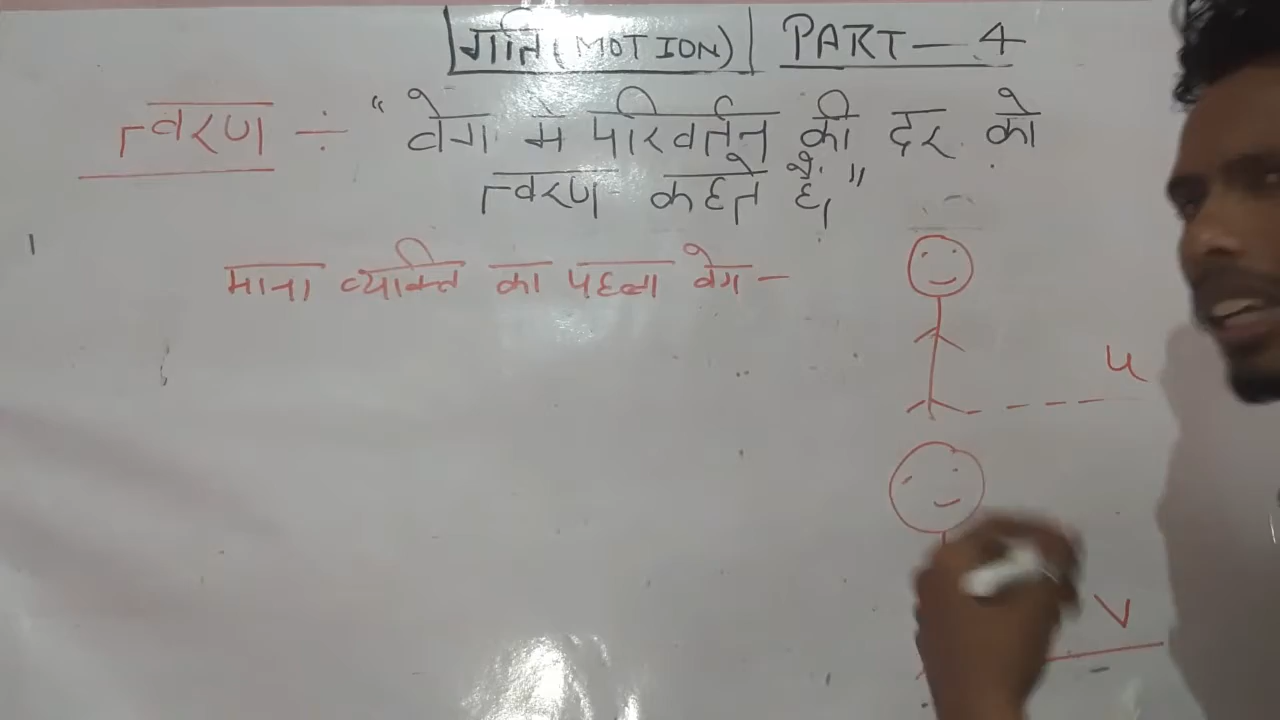 गति (MOTION) PART-4
त्वरण ÷ "वेग में परिवर्तन की दर को
त्वरण कहते हैं।"
माना व्यक्ति का पहला वेग -
u
v